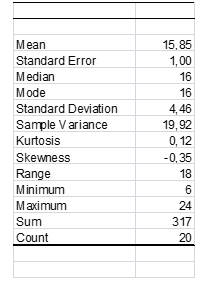 Mean 15,85
Standard Error 1,00
Median 16
Mode 16
Standard Deviation 4,46
Sample Variance 19,92
Kurtosis 0,12
Skewness -0,35
Range 18
Minimum 6
Maximum 24
Sum 317
Count 20